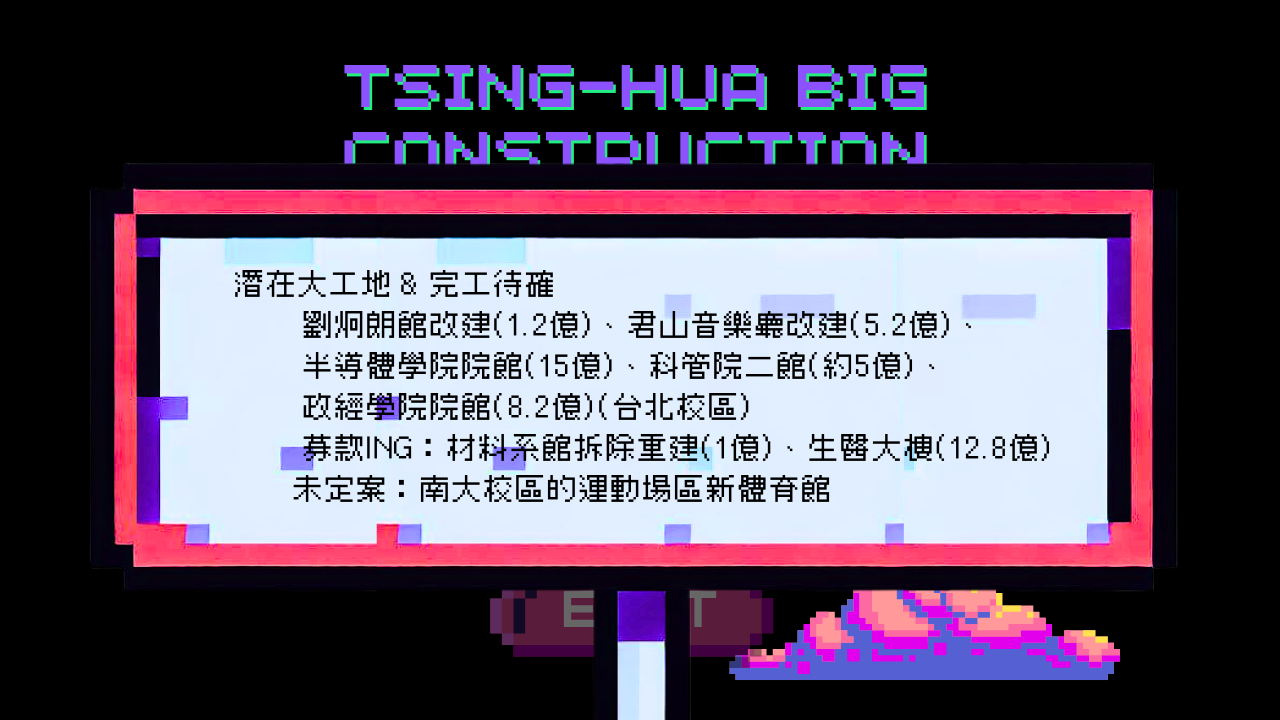 TSING-HUA BIG
CONSTRUCTION
潛在大工地 & 完工待確
劉炯朗館改建(1.2億)、君山音樂廳改建(5.2億)、
半導體學院院館(15億)、科管院二館(約5億)、
政經學院院館(8.2億)(台北校區)
募款ING：材料系館拆除重建(1億)、生醫大樓(12.8億)
未定案：南大校區的運動場區新體育館